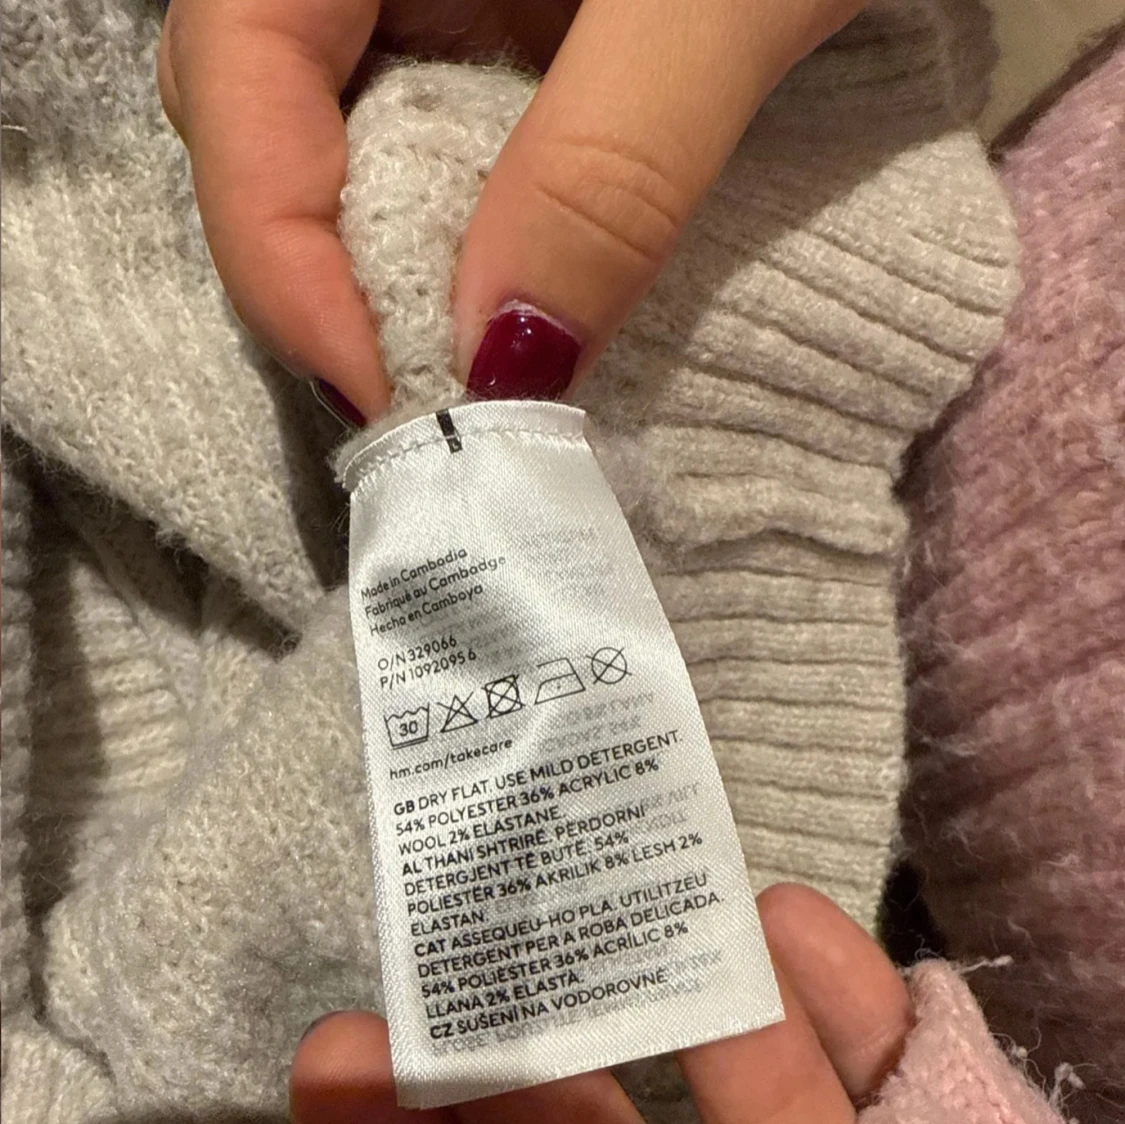 Made in Cambodia
Fabriqué au Cambodge
Hecho en Camboya
O/N 329066
P/N 10920956
30
hm.com/takecare
GB DRY FLAT. USE MILD DETERGENT.
54% POLYESTER 36% ACRYLIC 8%
WOOL 2% ELASTANE.
AL THANI SHTRIRË. PËRDORNI
DETERGJENT TË BUTË. 54%
POLIESTËR 36% AKRILIK 8% LESH 2%
ELASTAN.
CAT ASSEQUEU-HO PLA. UTILITZEU
DETERGENT PER A ROBA DELICADA.
54% POLIÈSTER 36% ACRÍLIC 8%
LLANA 2% ELASTÀ.
CZ SUŠENÍ NA VODOROVNÉ